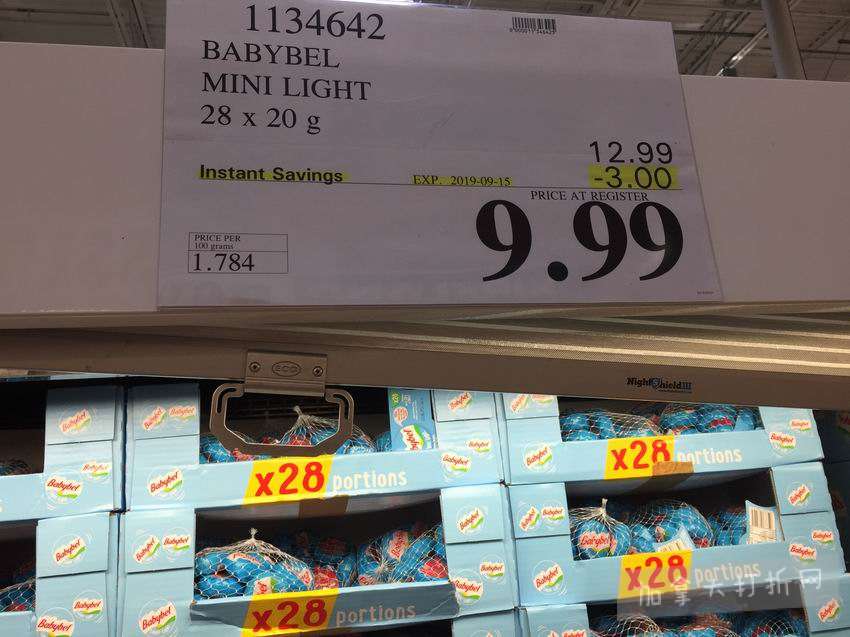 1134642
BABYBEL
MINI LIGHT
28 x 20 g
12.99
Instant Savings EXP. 2019-09-15 -3.00
PRICE AT REGISTER
9.99
PRICE PER
100 grams
1.784
ECO
NightShield III
Babybel
x28 portions
x28 portions
x28 portions
x28 portions
加拿大打折网